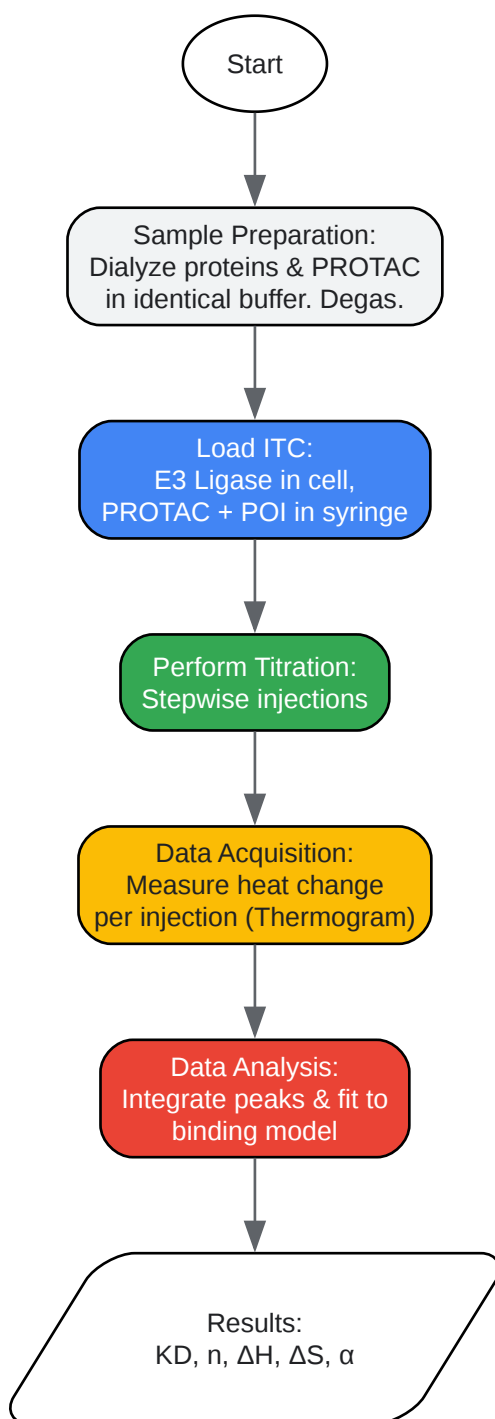 Start
Sample Preparation:
Dialyze proteins & PROTAC
in identical buffer. Degas.
Load ITC:
E3 Ligase in cell,
PROTAC + POI in syringe
Perform Titration:
Stepwise injections
Data Acquisition:
Measure heat change
per injection (Thermogram)
Data Analysis:
Integrate peaks & fit to
binding model
Results:
KD, n, ΔH, ΔS, α